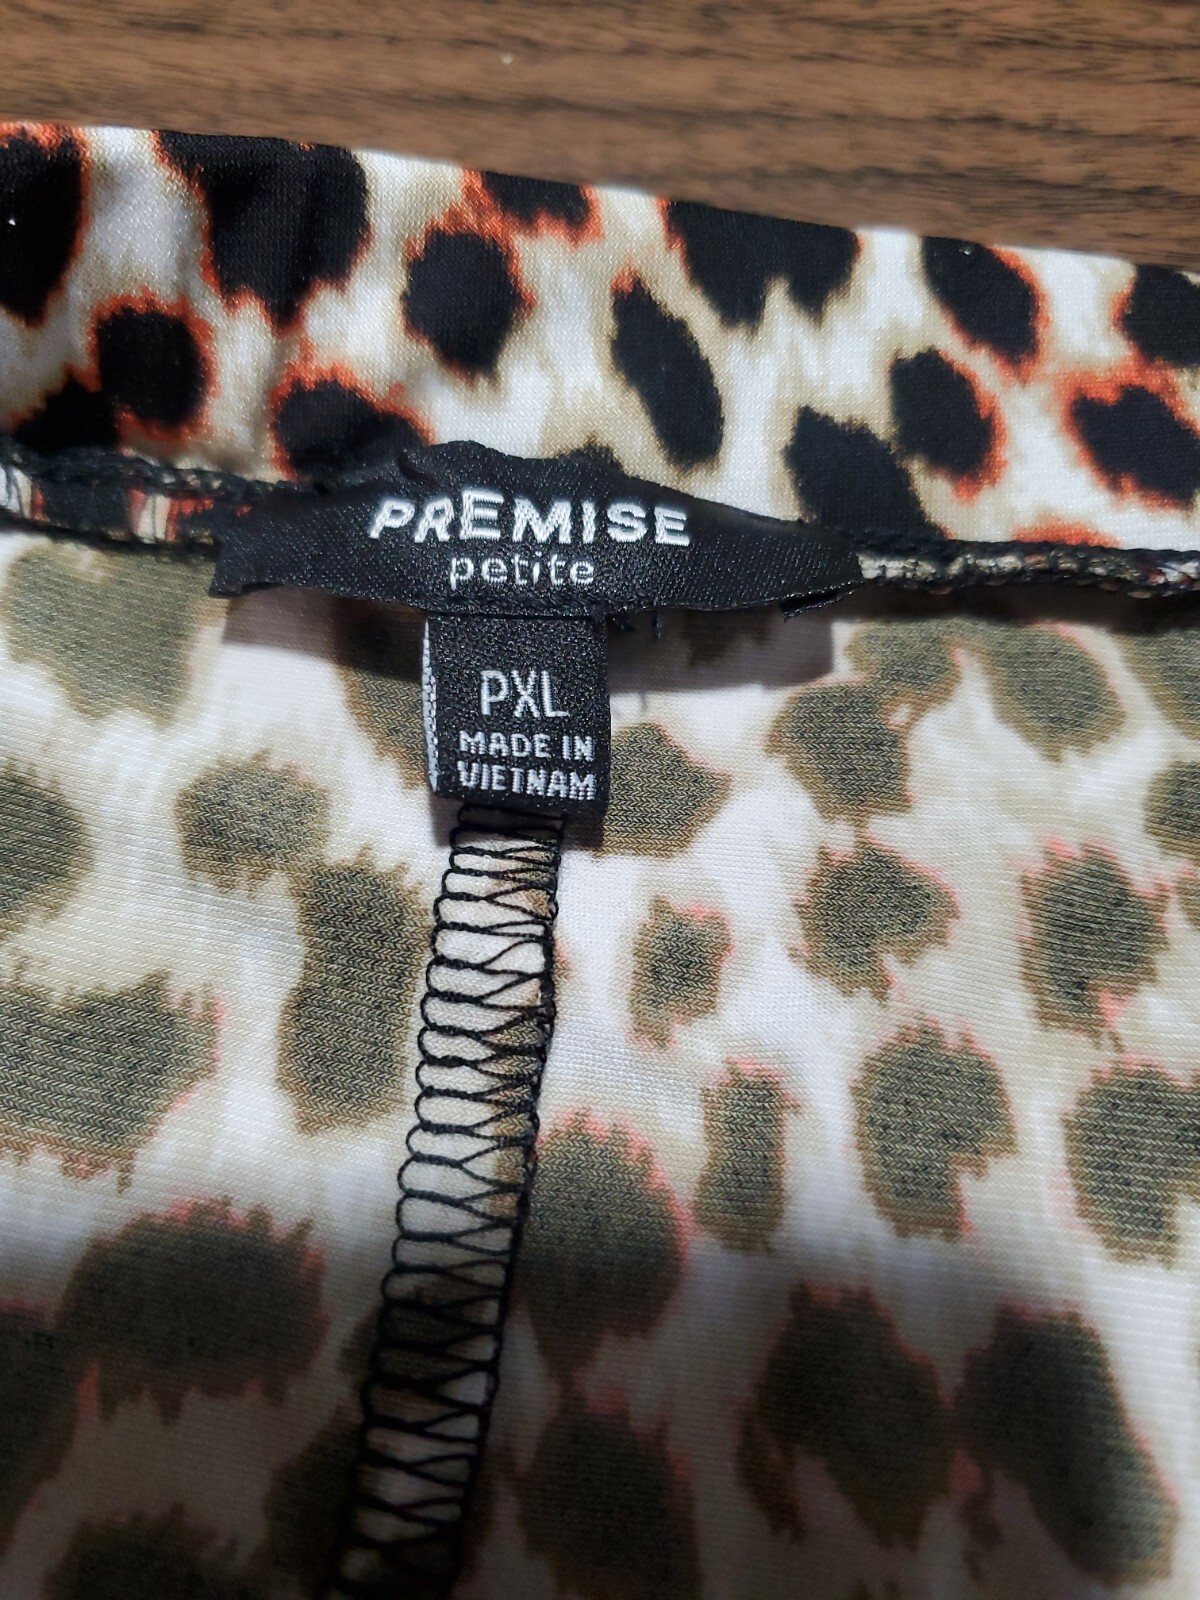 PREMISE
petite
PXL
MADE IN
VIETNAM